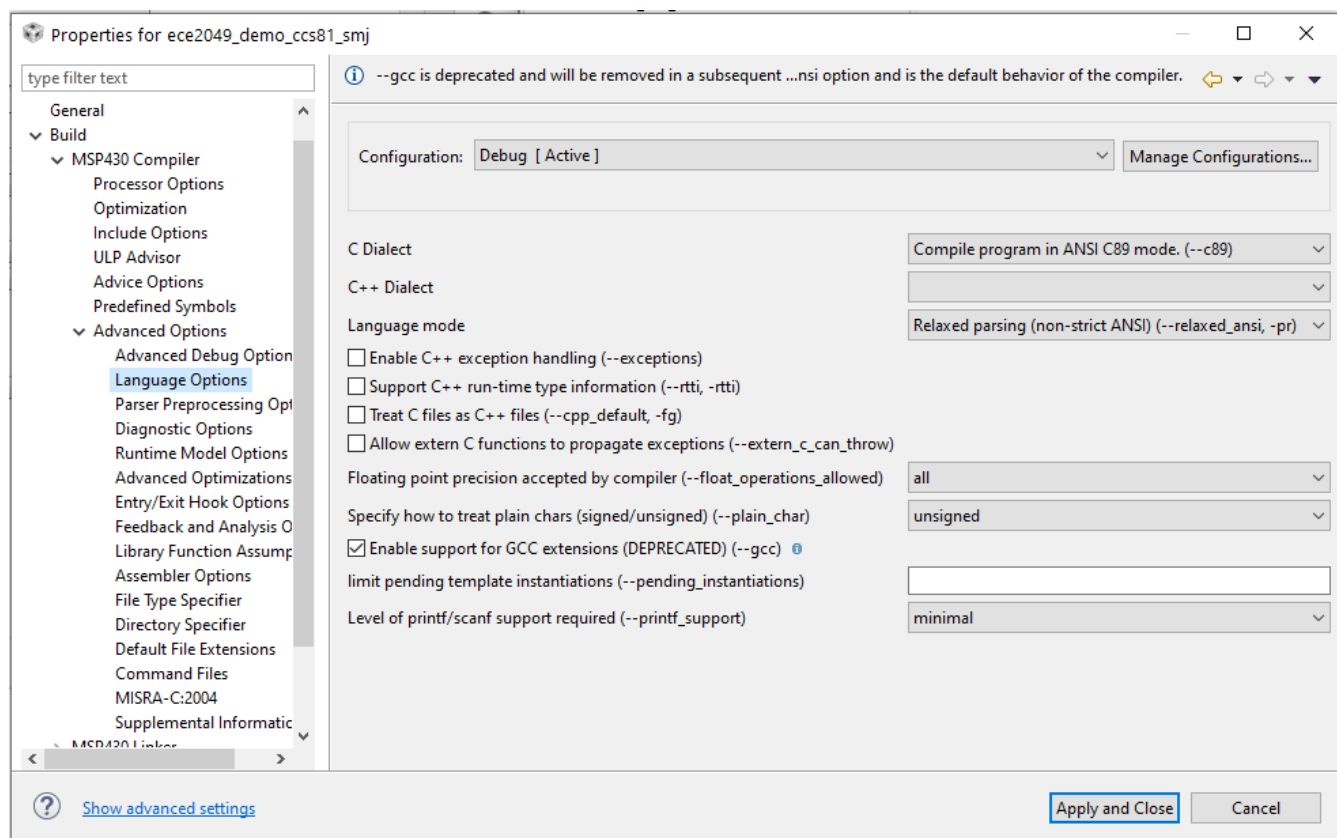 Properties for ece2049_demo_ccs81_smj
type filter text
General
Build
MSP430 Compiler
Processor Options
Optimization
Include Options
ULP Advisor
Advice Options
Predefined Symbols
Advanced Options
Advanced Debug Option
Language Options
Parser Preprocessing Opt
Diagnostic Options
Runtime Model Options
Advanced Optimizations
Entry/Exit Hook Options
Feedback and Analysis O
Library Function Assump
Assembler Options
File Type Specifier
Directory Specifier
Default File Extensions
Command Files
MISRA-C:2004
Supplemental Informatic
MSP430 Linker
--gcc is deprecated and will be removed in a subsequent ...nsi option and is the default behavior of the compiler.
Configuration: Debug [ Active ] Manage Configurations...
C Dialect Compile program in ANSI C89 mode. (--c89)
C++ Dialect
Language mode Relaxed parsing (non-strict ANSI) (--relaxed_ansi, -pr)
Enable C++ exception handling (--exceptions)
Support C++ run-time type information (--rtti, -rtti)
Treat C files as C++ files (--cpp_default, -fg)
Allow extern C functions to propagate exceptions (--extern_c_can_throw)
Floating point precision accepted by compiler (--float_operations_allowed) all
Specify how to treat plain chars (signed/unsigned) (--plain_char) unsigned
Enable support for GCC extensions (DEPRECATED) (--gcc)
limit pending template instantiations (--pending_instantiations)
Level of printf/scanf support required (--printf_support) minimal
Show advanced settings
Apply and Close Cancel